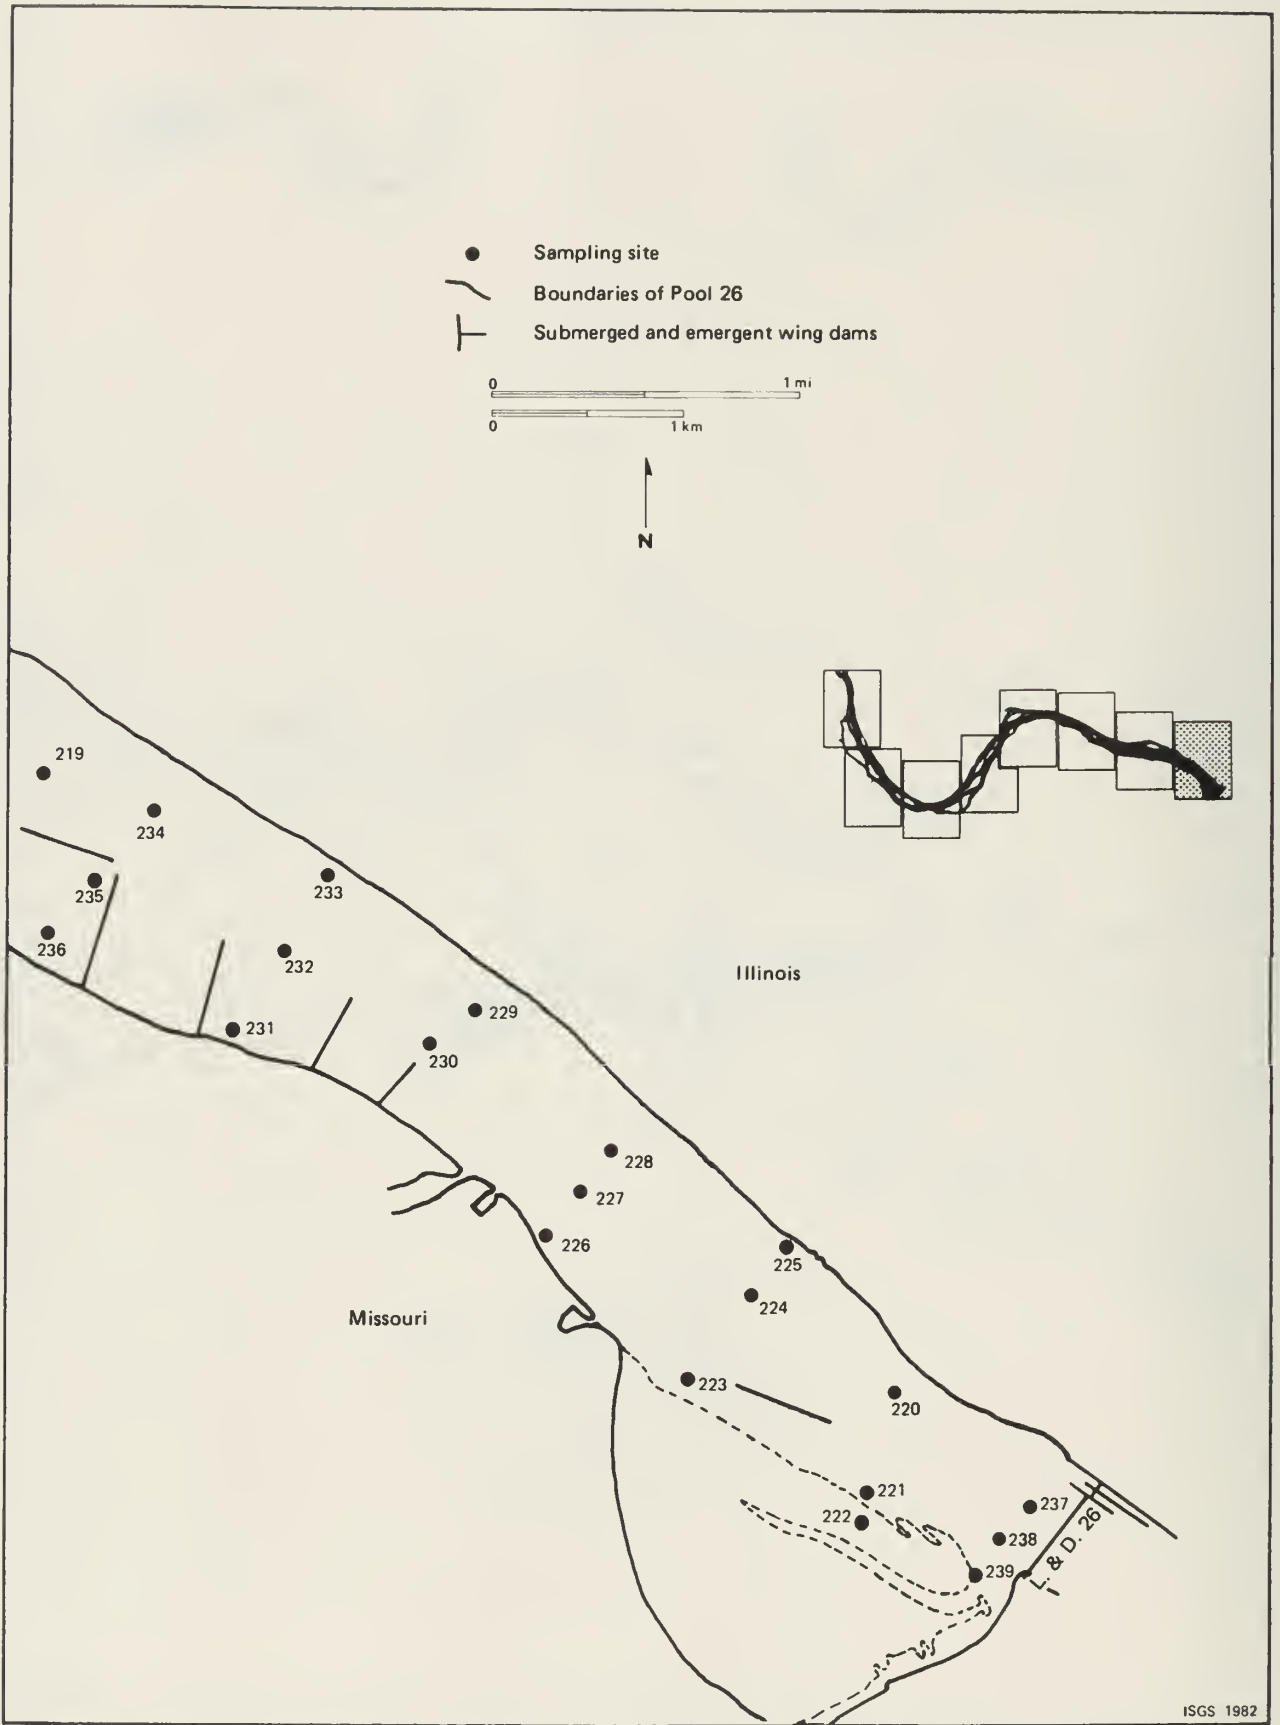 Sampling site
Boundaries of Pool 26
Submerged and emergent wing dams
0 1 mi
0 1 km
N
219
234
235
233
236
232
231
229
230
Illinois
228
227
226
225
224
Missouri
223
220
221
222
237
238
239
L. & D. 26
ISGS 1982